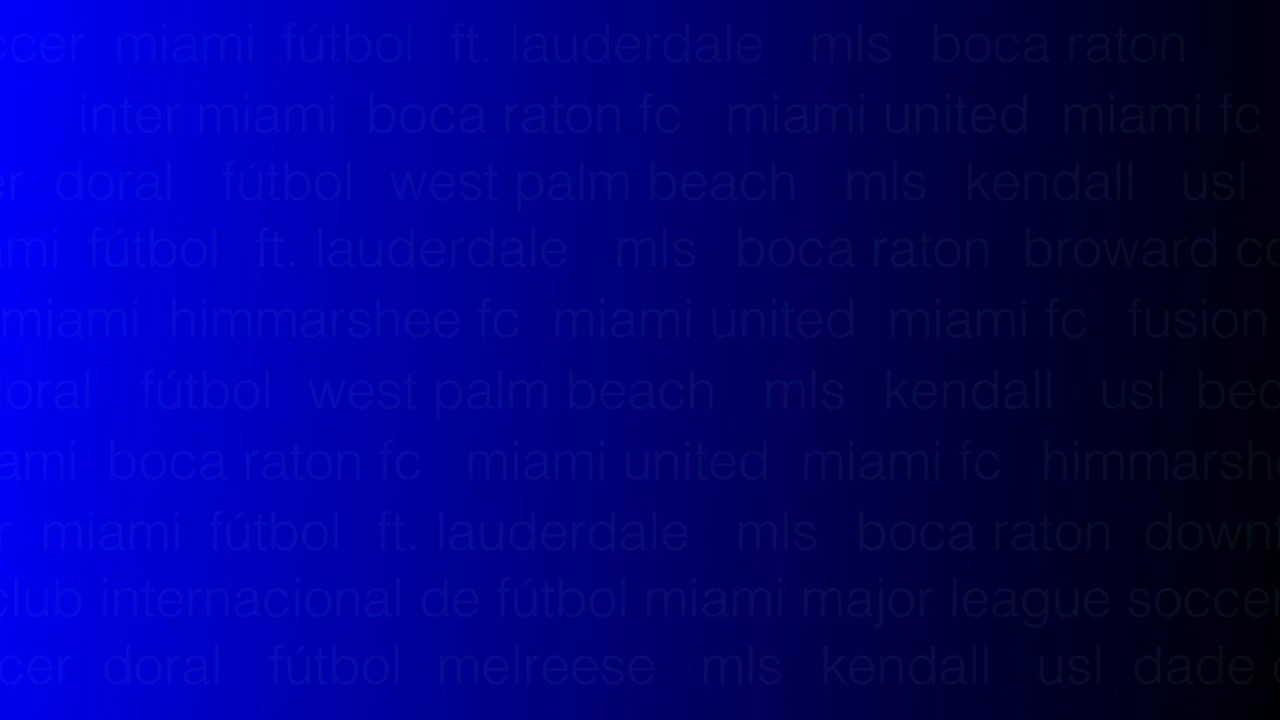 ccer miami fútbol ft. lauderdale mls boca raton
inter miami boca raton fc miami united miami fc
er doral fútbol west palm beach mls kendall usl
ami fútbol ft. lauderdale mls boca raton broward co
miami himmarshee fc miami united miami fc fusion
oral fútbol west palm beach mls kendall usl bec
ami boca raton fc miami united miami fc himmarsh
r miami fútbol ft. lauderdale mls boca raton down
club internacional de fútbol miami major league soccer
cer doral fútbol melreese mls kendall usl dade